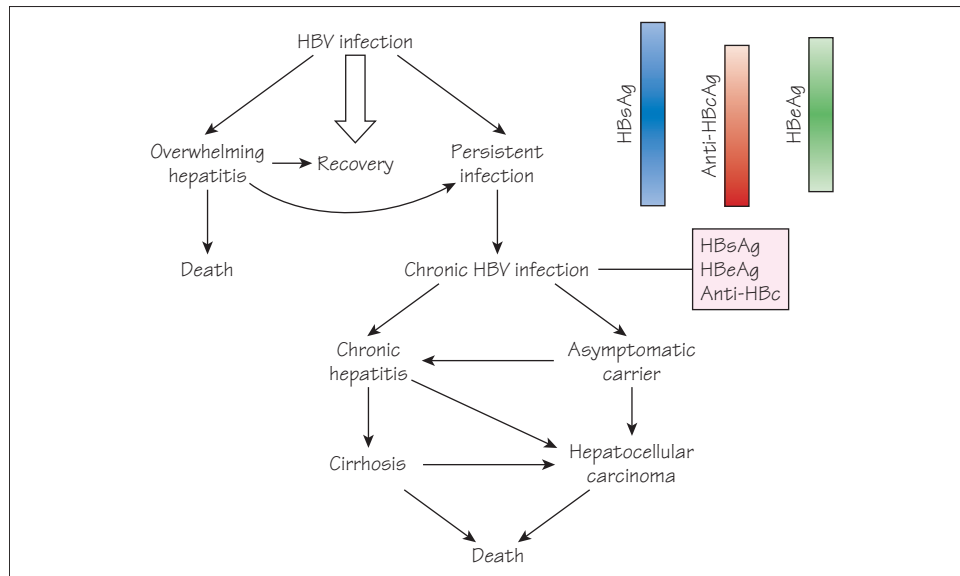 HBV infection
HBsAg
Anti-HBcAg
HBeAg
Overwhelming
hepatitis
Recovery
Persistent
infection
Death
Chronic HBV infection
HBsAg
HBeAg
Anti-HBc
Chronic
hepatitis
Asymptomatic
carrier
Cirrhosis
Hepatocellular
carcinoma
Death